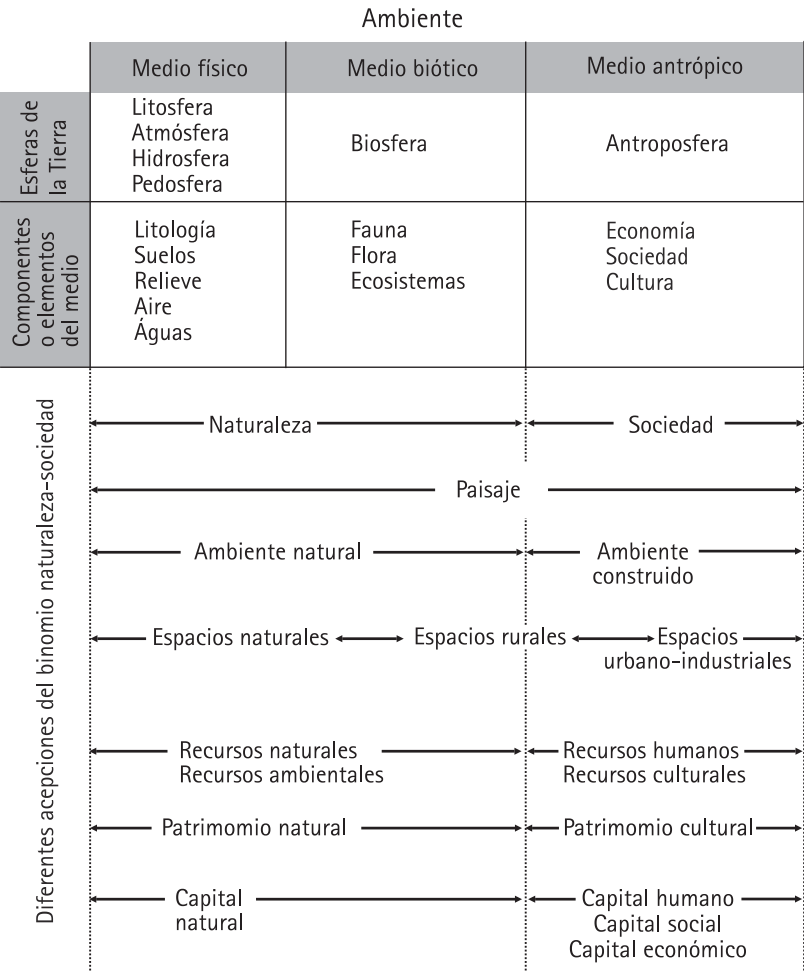 Ambiente
Medio físico Medio biótico Medio antrópico
Esferas de
la Tierra
Litosfera
Atmósfera
Hidrosfera
Pedosfera
Biosfera
Antroposfera
Componentes
o elementos
del medio
Litología
Suelos
Relieve
Aire
Águas
Fauna
Flora
Ecosistemas
Economía
Sociedad
Cultura
Diferentes acepciones del binomio naturaleza-sociedad
Naturaleza Sociedad
Paisaje
Ambiente natural
Ambiente
construido
Espacios naturales Espacios rurales Espacios
urbano-industriales
Recursos naturales
Recursos ambientales
Recursos humanos
Recursos culturales
Patrimomio natural Patrimomio cultural
Capital
natural
Capital humano
Capital social
Capital económico